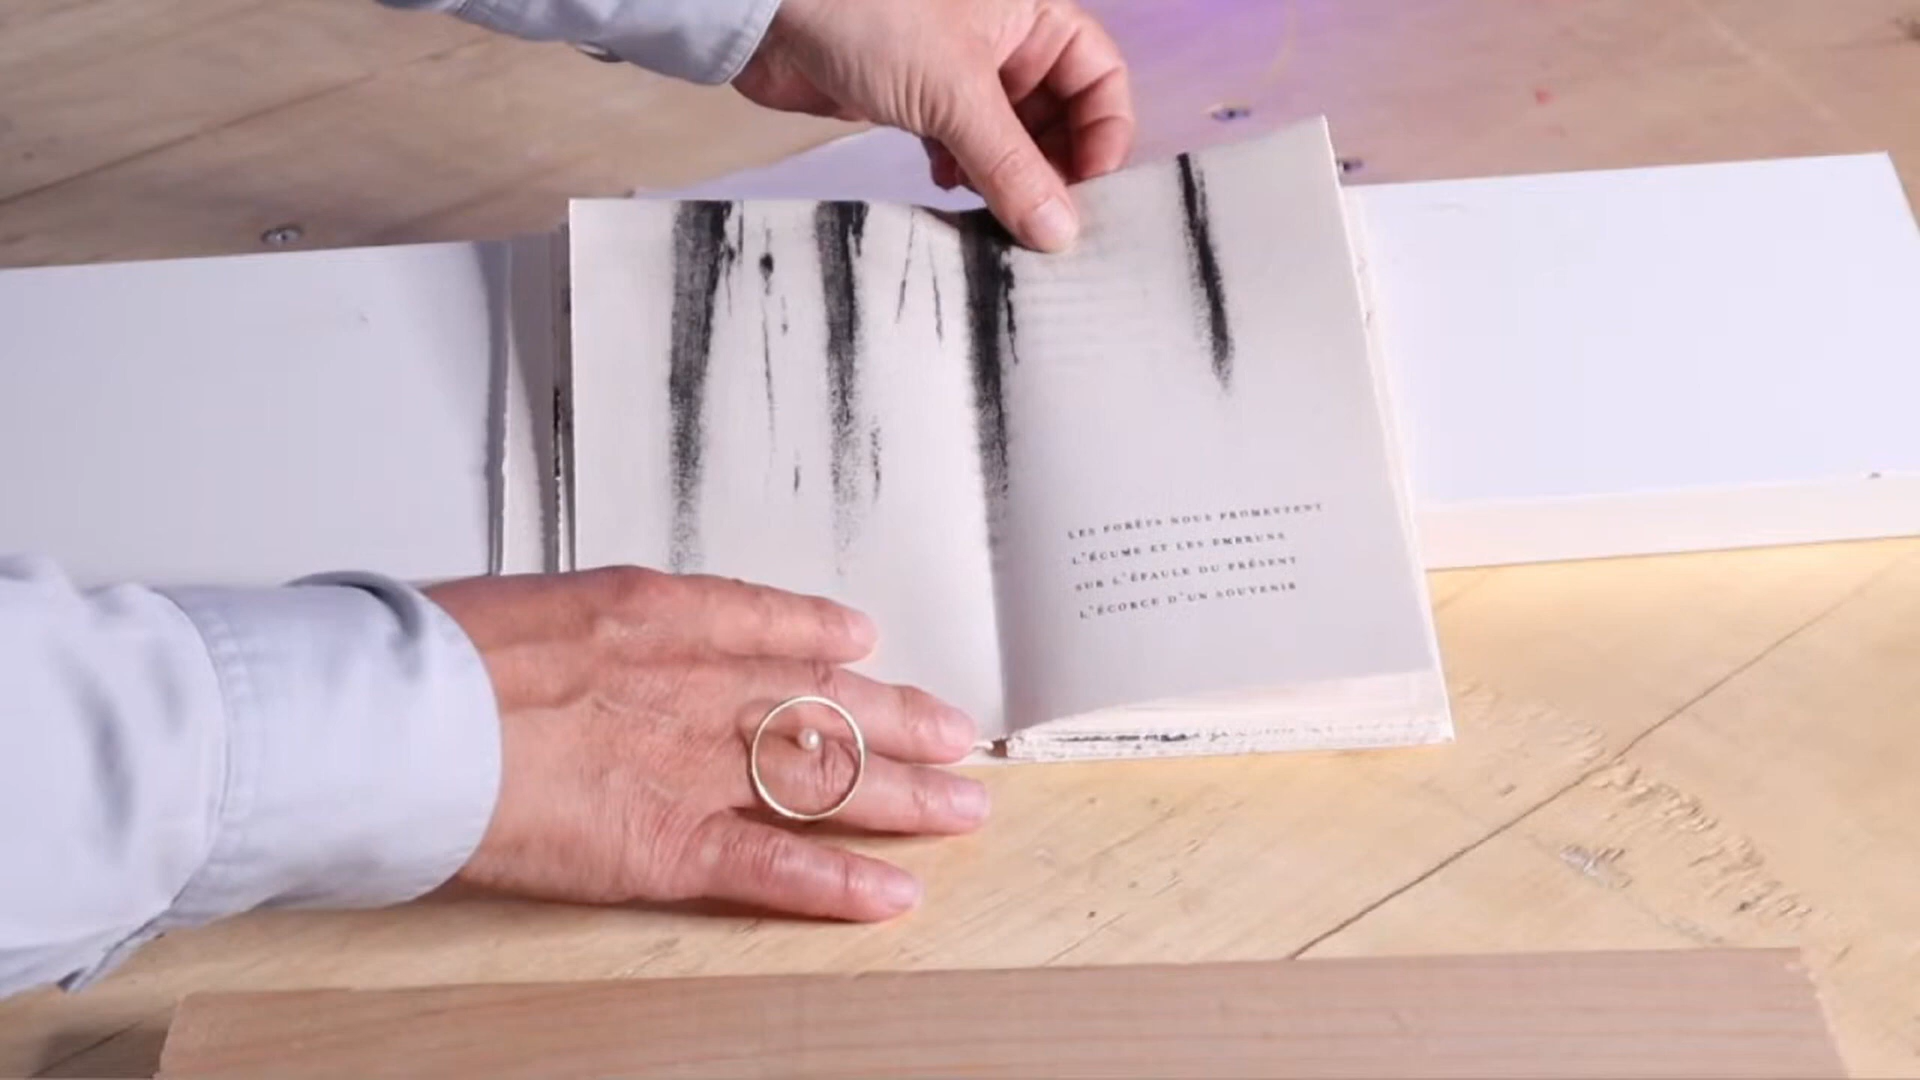 LES FORÊTS NOUS PROMETTENT
L'ÉCUME ET LES EMBRUNS
SUR L'ÉPAULE DU PRÉSENT
L'ÉCORCE D'UN SOUVENIR